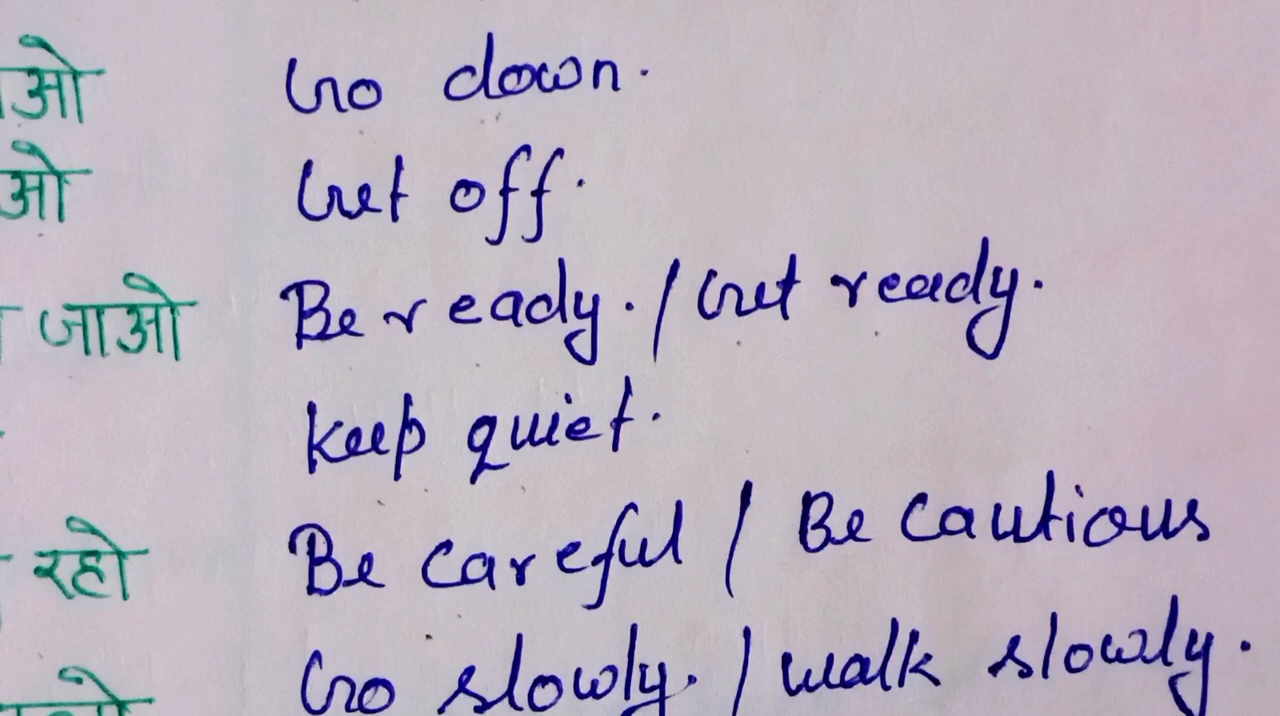 ओ Go down.
ओ Get off.
जाओ Be ready. / Get ready.
Keep quiet.
रहो Be careful / Be cautious
Go slowly. / walk slowly.